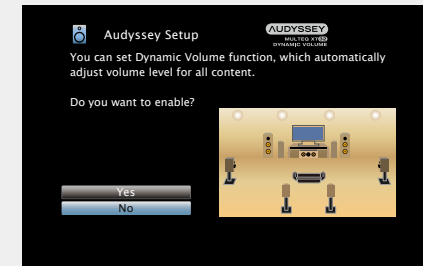 Audyssey Setup
AUDYSSEY
MULTEQ XT32
DYNAMIC VOLUME
You can set Dynamic Volume function, which automatically
adjust volume level for all content.
Do you want to enable?
Yes
No